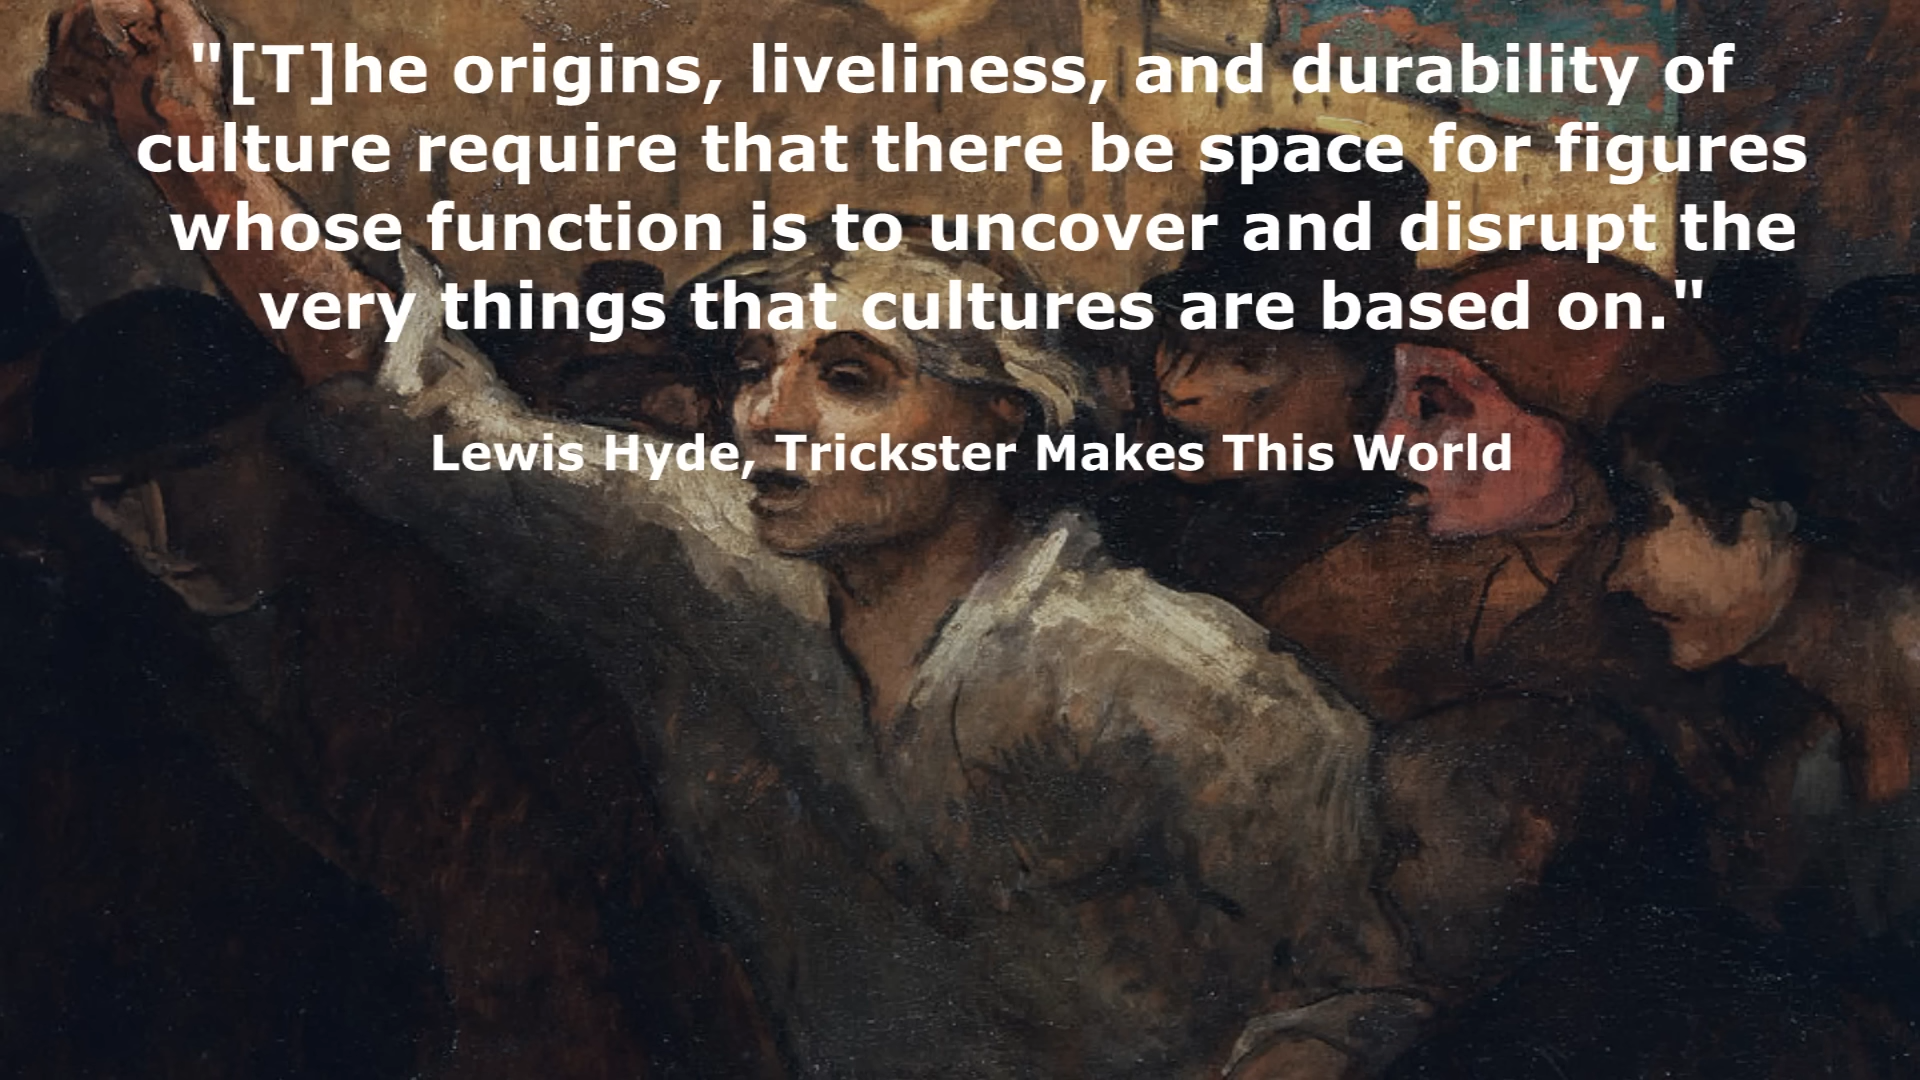 "[T]he origins, liveliness, and durability of
culture require that there be space for figures
whose function is to uncover and disrupt the
very things that cultures are based on."
Lewis Hyde, Trickster Makes This World